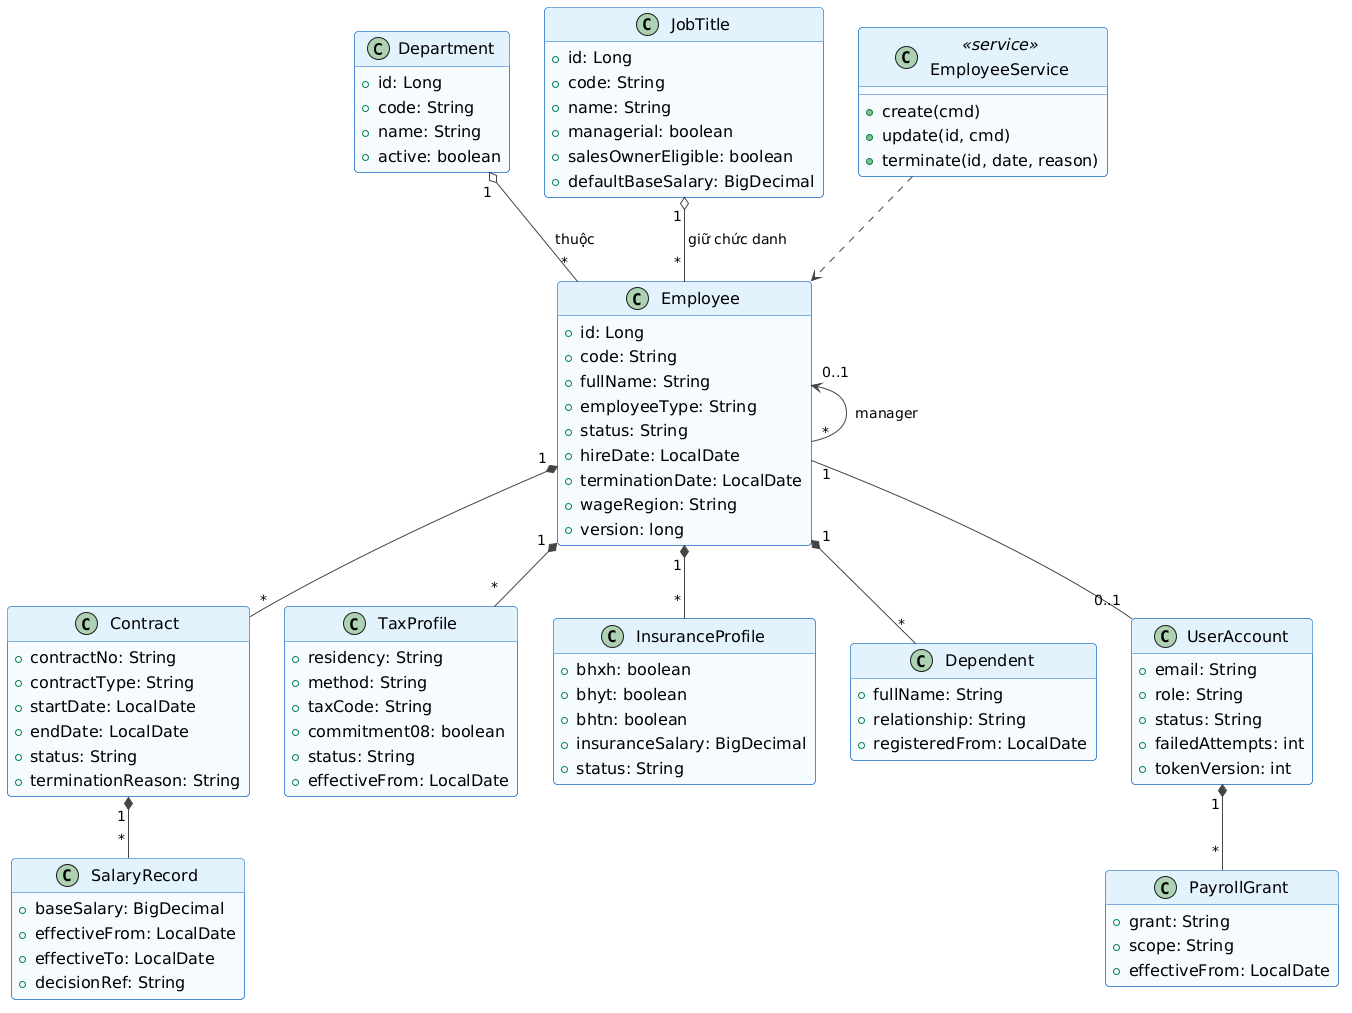 C Department
id: Long
code: String
name: String
active: boolean
C JobTitle
id: Long
code: String
name: String
managerial: boolean
salesOwnerEligible: boolean
defaultBaseSalary: BigDecimal
«service»
C EmployeeService
create(cmd)
update(id, cmd)
terminate(id, date, reason)
1
thuộc
*
1
giữ chức danh
*
C Employee
id: Long
code: String
fullName: String
employeeType: String
status: String
hireDate: LocalDate
terminationDate: LocalDate
wageRegion: String
version: long
0..1
manager
*
1
*
1
*
1
*
1
*
1
0..1
C Contract
contractNo: String
contractType: String
startDate: LocalDate
endDate: LocalDate
status: String
terminationReason: String
C TaxProfile
residency: String
method: String
taxCode: String
commitment08: boolean
status: String
effectiveFrom: LocalDate
C InsuranceProfile
bhxh: boolean
bhyt: boolean
bhtn: boolean
insuranceSalary: BigDecimal
status: String
C Dependent
fullName: String
relationship: String
registeredFrom: LocalDate
C UserAccount
email: String
role: String
status: String
failedAttempts: int
tokenVersion: int
1
*
C SalaryRecord
baseSalary: BigDecimal
effectiveFrom: LocalDate
effectiveTo: LocalDate
decisionRef: String
1
*
C PayrollGrant
grant: String
scope: String
effectiveFrom: LocalDate